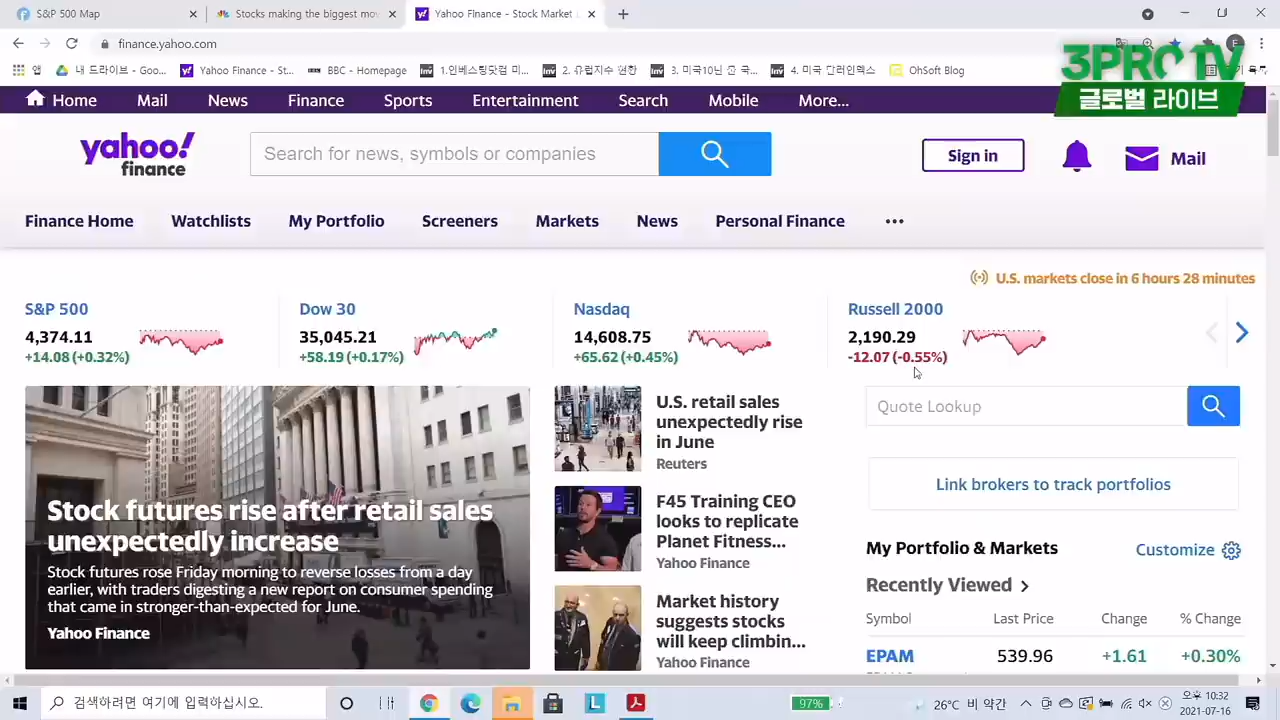 S&P 500 Map
Stocks making the biggest mov
Yahoo Finance - Stock Market
finance.yahoo.com
앱
내 드라이브 - Goo...
Yahoo Finance - St...
BBC - Homepage
1.인베스팅닷컴
2. 유럽지수 현황
3. 미국10년
4. 미국 간러인엑스
OhSoft Blog
3PRO TV
글로벌 라이브
Home
Mail
News
Finance
Sports
Entertainment
Search
Mobile
More...
yahoo!
finance
Search for news, symbols or companies
Sign in
Mail
Finance Home
Watchlists
My Portfolio
Screeners
Markets
News
Personal Finance
U.S. markets close in 6 hours 28 minutes
S&P 500
4,374.11
+14.08 (+0.32%)
Dow 30
35,045.21
+58.19 (+0.17%)
Nasdaq
14,608.75
+65.62 (+0.45%)
Russell 2000
2,190.29
-12.07 (-0.55%)
Stock futures rise after retail sales
unexpectedly increase
Stock futures rose Friday morning to reverse losses from a day
earlier, with traders digesting a new report on consumer spending
that came in stronger-than-expected for June.
Yahoo Finance
U.S. retail sales
unexpectedly rise
in June
Reuters
F45 Training CEO
looks to replicate
Planet Fitness...
Yahoo Finance
Market history
suggests stocks
will keep climbin...
Yahoo Finance
Quote Lookup
Link brokers to track portfolios
My Portfolio & Markets
Customize
Recently Viewed
Symbol Last Price Change % Change
EPAM 539.96 +1.61 +0.30%
검색하려면 여기에 입력하십시오.
97%
26°C 비 약간
오후 10:32
2021-07-16